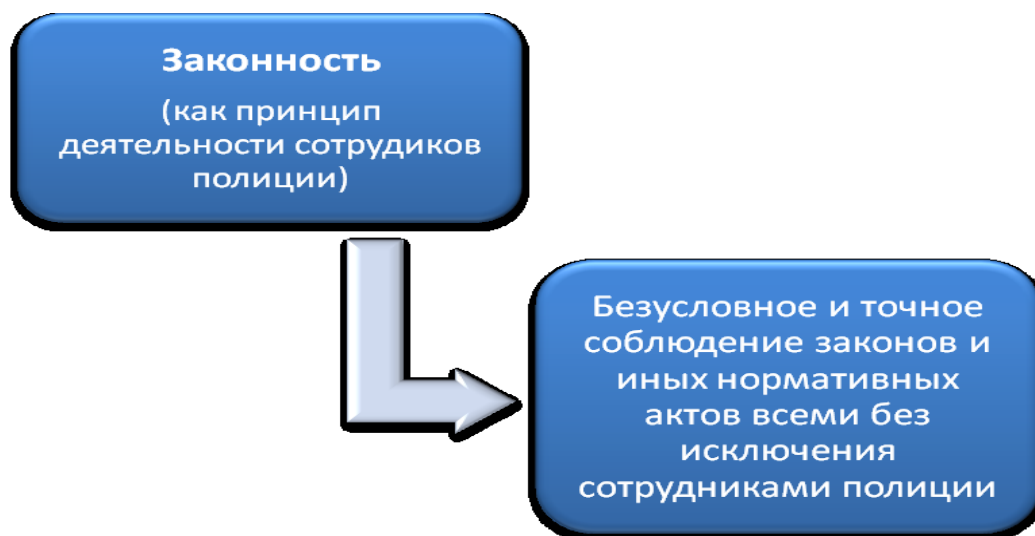 Законность
(как принцип
деятельности сотрудиков
полиции)
Безусловное и точное
соблюдение законов и
иных нормативных
актов всеми без
исключения
сотрудниками полиции